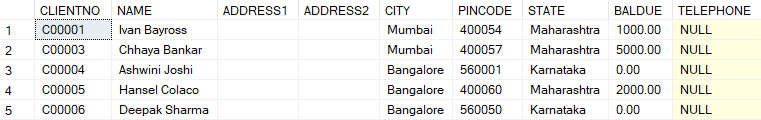 CLIENTNO NAME ADDRESS1 ADDRESS2 CITY PINCODE STATE BALDUE TELEPHONE
1 C00001 Ivan Bayross Mumbai 400054 Maharashtra 1000.00 NULL
2 C00003 Chhaya Bankar Mumbai 400057 Maharashtra 5000.00 NULL
3 C00004 Ashwini Joshi Bangalore 560001 Karnataka 0.00 NULL
4 C00005 Hansel Colaco Bangalore 400060 Maharashtra 2000.00 NULL
5 C00006 Deepak Sharma Bangalore 560050 Karnataka 0.00 NULL